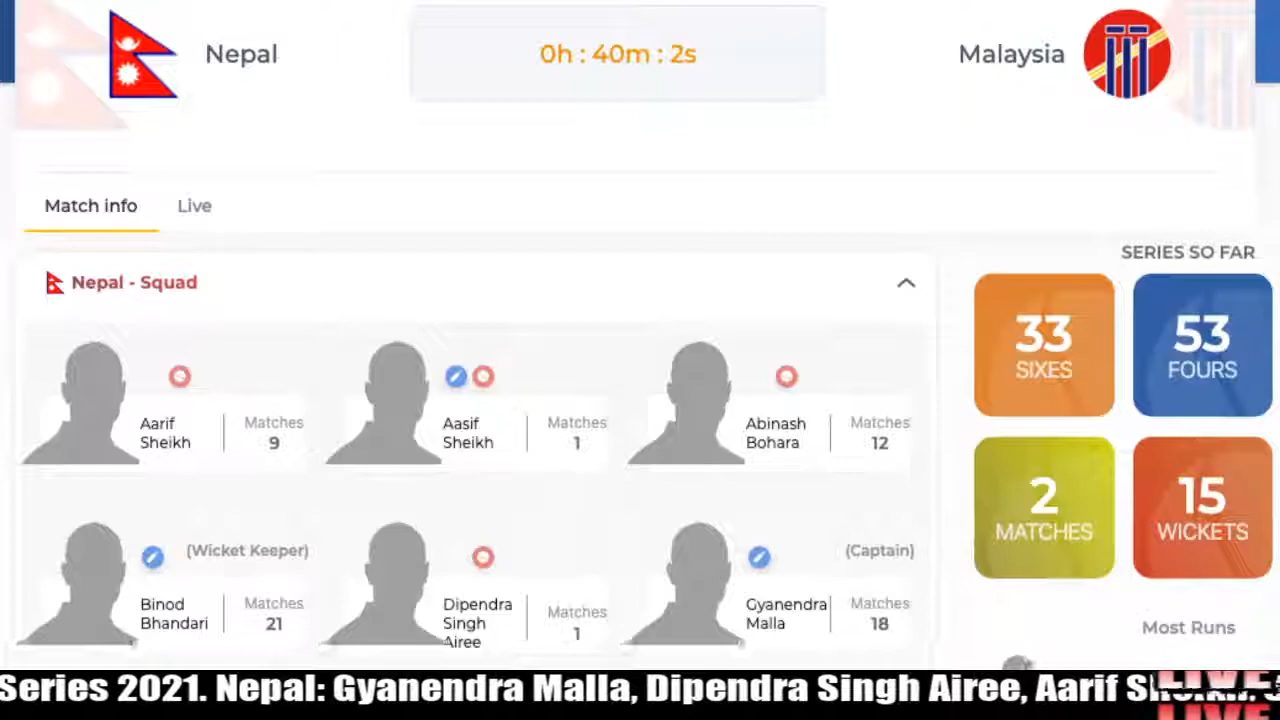 Nepal
0h : 40m : 2s
Malaysia
Match info
Live
SERIES SO FAR
Nepal - Squad
33
SIXES
53
FOURS
Aarif
Sheikh
Matches
9
Aasif
Sheikh
Matches
1
Abinash
Bohara
Matches
12
2
MATCHES
15
WICKETS
(Wicket Keeper)
Binod
Bhandari
Matches
21
Dipendra
Singh
Airee
Matches
1
(Captain)
Gyanendra
Malla
Matches
18
Most Runs
Series 2021. Nepal: Gyanendra Malla, Dipendra Singh Airee, Aarif
LIVE